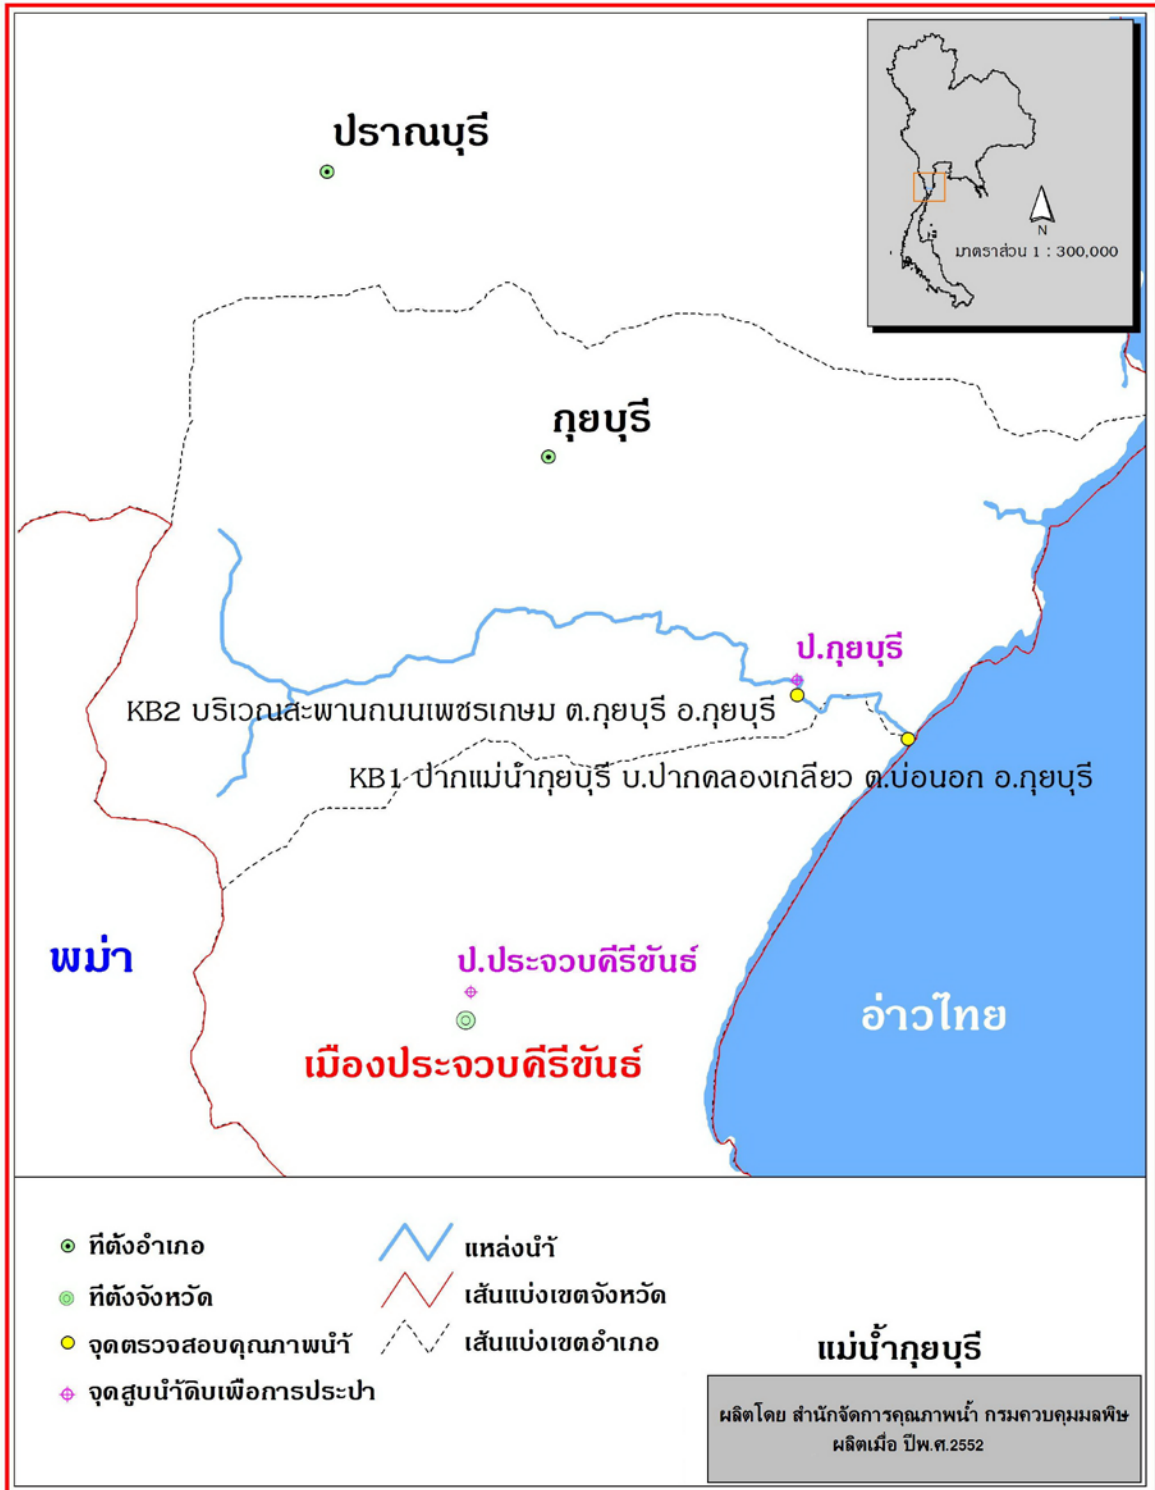 ปราณบุรี
N
มาตราส่วน 1 : 300,000
กุยบุรี
ป.กุยบุรี
KB2 บริเวณสะพานถนนเพชรเกษม ต.กุยบุรี อ.กุยบุรี
KB1 ปากแม่น้ำกุยบุรี บ.ปากคลองเกลียว ต.บ่อนอก อ.กุยบุรี
พม่า
ป.ประจวบคีรีขันธ์
อ่าวไทย
เมืองประจวบคีรีขันธ์
ที่ตั้งอำเภอ
แหล่งน้ำ
ที่ตั้งจังหวัด
เส้นแบ่งเขตจังหวัด
จุดตรวจสอบคุณภาพน้ำ
เส้นแบ่งเขตอำเภอ
แม่น้ำกุยบุรี
จุดสูบน้ำดิบเพื่อการประปา
ผลิตโดย สำนักจัดการคุณภาพน้ำ กรมควบคุมมลพิษ
ผลิตเมื่อ ปีพ.ศ.2552